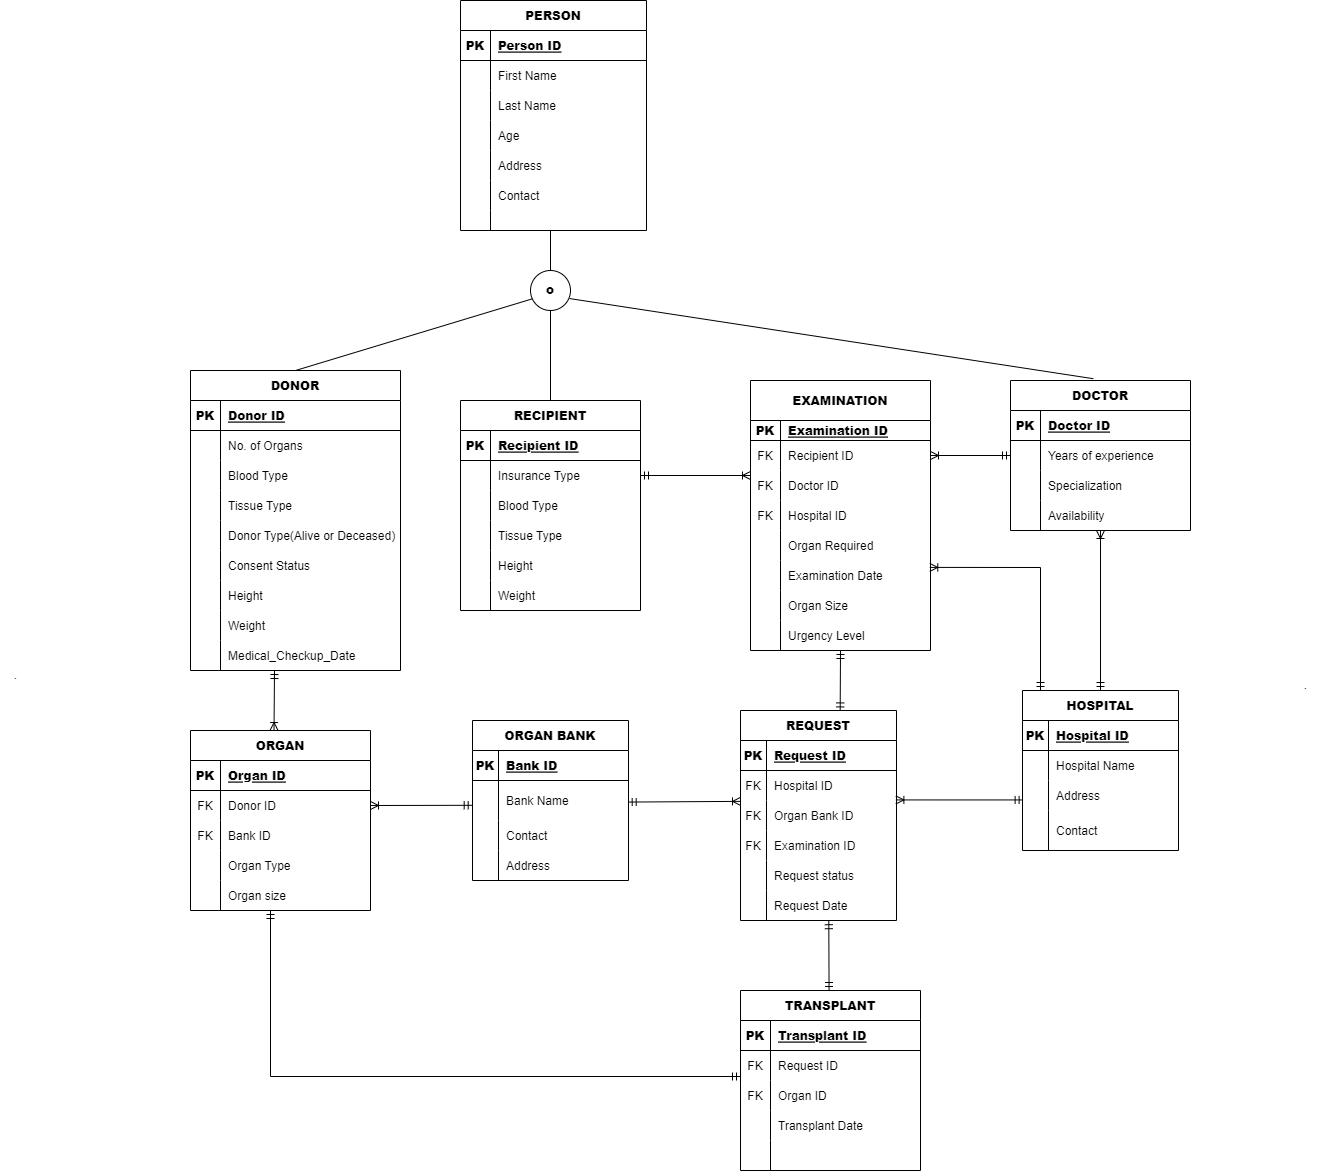 PERSON
PK Person ID
First Name
Last Name
Age
Address
Contact
o
DONOR
PK Donor ID
No. of Organs
Blood Type
Tissue Type
Donor Type(Alive or Deceased)
Consent Status
Height
Weight
Medical_Checkup_Date
RECIPIENT
PK Recipient ID
Insurance Type
Blood Type
Tissue Type
Height
Weight
EXAMINATION
PK Examination ID
FK Recipient ID
FK Doctor ID
FK Hospital ID
Organ Required
Examination Date
Organ Size
Urgency Level
DOCTOR
PK Doctor ID
Years of experience
Specialization
Availability
ORGAN
PK Organ ID
FK Donor ID
FK Bank ID
Organ Type
Organ size
ORGAN BANK
PK Bank ID
Bank Name
Contact
Address
REQUEST
PK Request ID
FK Hospital ID
FK Organ Bank ID
FK Examination ID
Request status
Request Date
HOSPITAL
PK Hospital ID
Hospital Name
Address
Contact
TRANSPLANT
PK Transplant ID
FK Request ID
FK Organ ID
Transplant Date